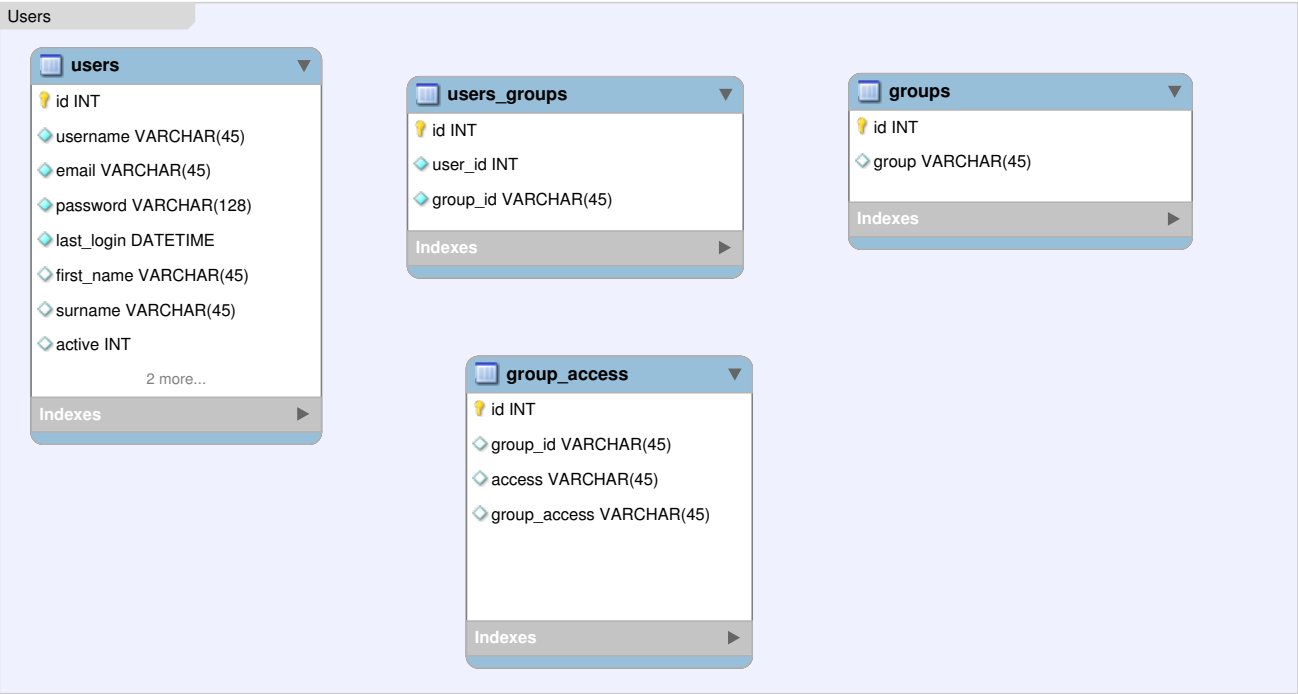 Users
users
id INT
username VARCHAR(45)
email VARCHAR(45)
password VARCHAR(128)
last_login DATETIME
first_name VARCHAR(45)
surname VARCHAR(45)
active INT
2 more...
Indexes
users_groups
id INT
user_id INT
group_id VARCHAR(45)
Indexes
groups
id INT
group VARCHAR(45)
Indexes
group_access
id INT
group_id VARCHAR(45)
access VARCHAR(45)
group_access VARCHAR(45)
Indexes